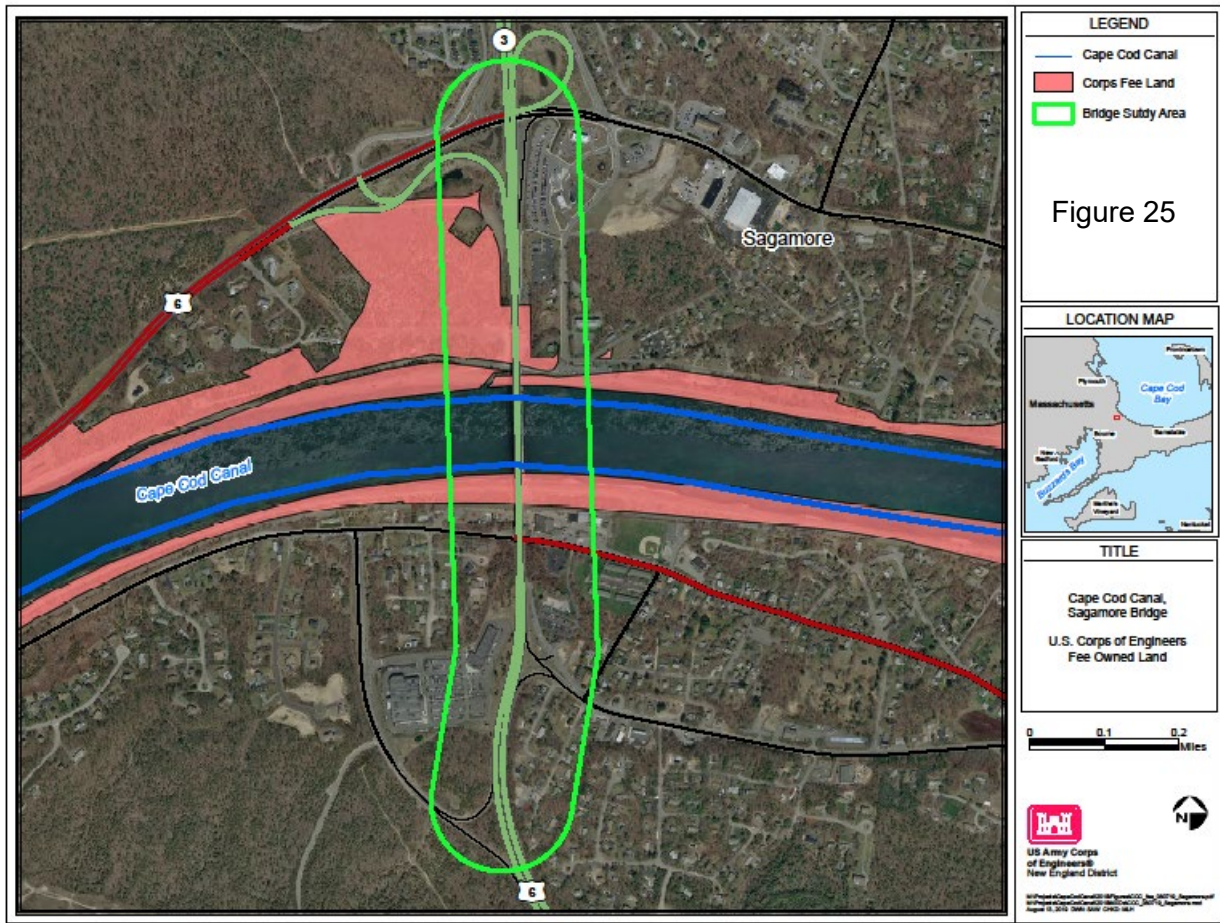 3
Sagamore
6
Cape Cod Canal
6
LEGEND
Cape Cod Canal
Corps Fee Land
Bridge Sutdy Area
Figure 25
LOCATION MAP
Provincetown
Plymouth
Cape Cod
Bay
Massachusetts
Bourne
Barnstable
New
Bedford
Buzzard's Bay
Martha's
Vineyard
Nantucket
TITLE
Cape Cod Canal,
Sagamore Bridge
U.S. Corps of Engineers
Fee Owned Land
0 0.1 0.2
Miles
N
US Army Corps
of Engineers®
New England District